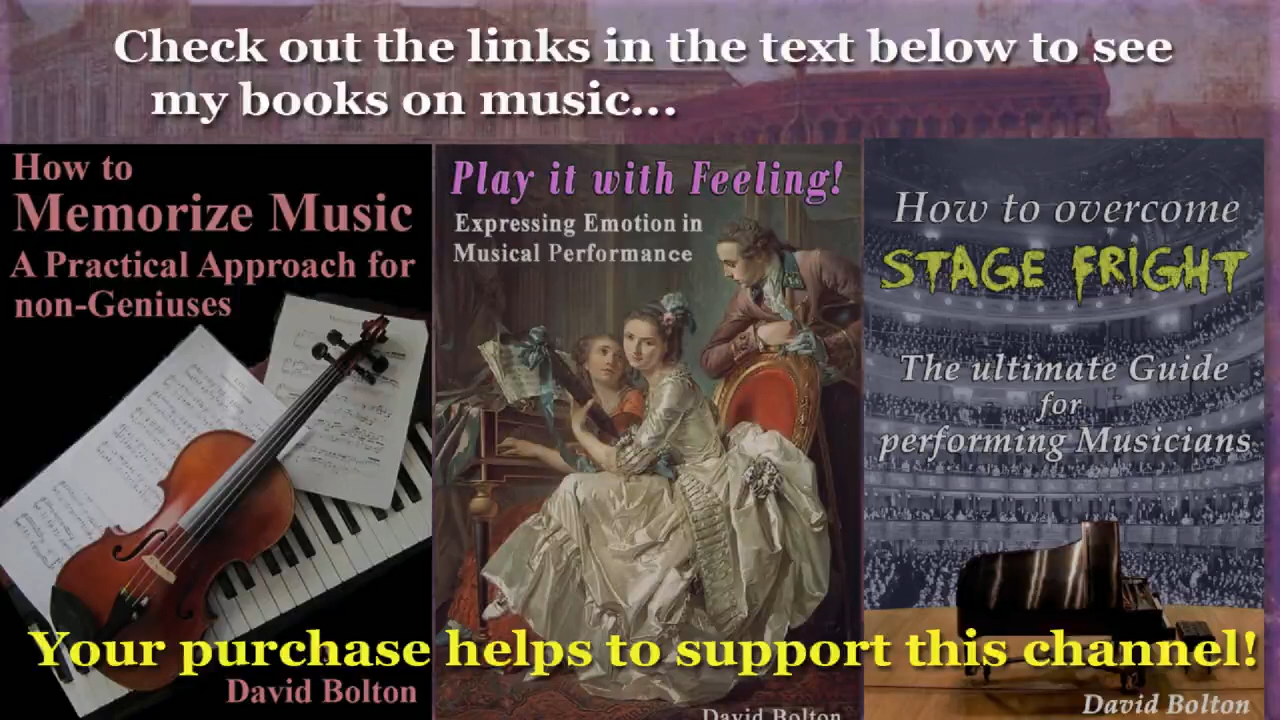 Check out the links in the text below to see
my books on music...
How to
Memorize Music
A Practical Approach for
non-Geniuses
David Bolton
Play it with Feeling!
Expressing Emotion in
Musical Performance
David Bolton
How to overcome
STAGE FRIGHT
The ultimate Guide
for
performing Musicians
David Bolton
Your purchase helps to support this channel!